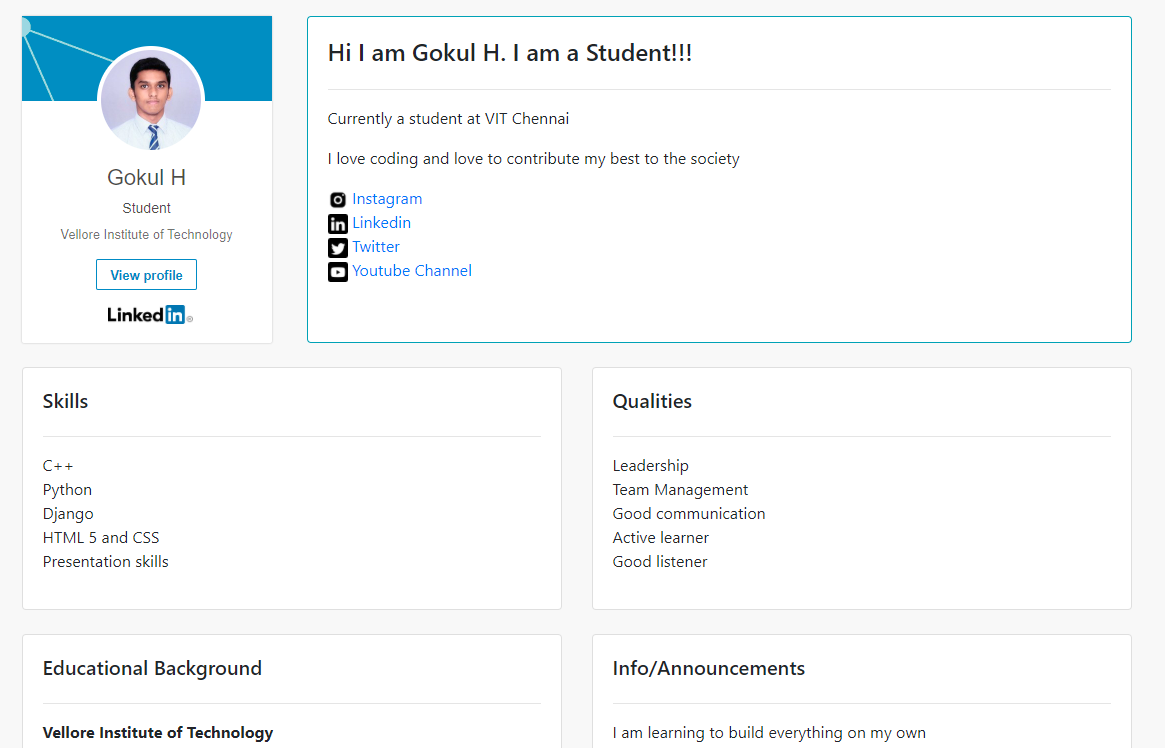 Gokul H
Student
Vellore Institute of Technology
View profile
Linkedin
Hi I am Gokul H. I am a Student!!!
Currently a student at VIT Chennai
I love coding and love to contribute my best to the society
Instagram
in Linkedin
Twitter
Youtube Channel
Skills
C++
Python
Django
HTML 5 and CSS
Presentation skills
Qualities
Leadership
Team Management
Good communication
Active learner
Good listener
Educational Background
Vellore Institute of Technology
Info/Announcements
I am learning to build everything on my own